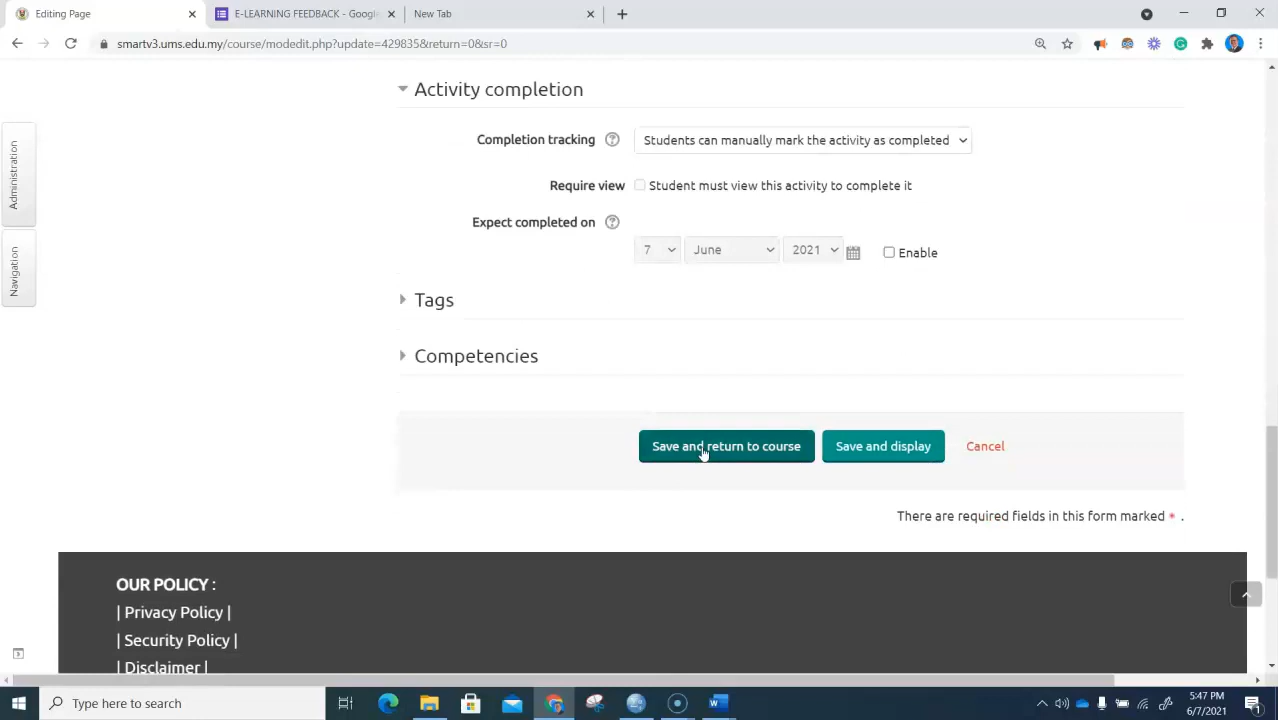 Editing Page
E-LEARNING FEEDBACK - Google
New Tab
smartv3.ums.edu.my/course/modedit.php?update=429835&return=0&sr=0
Administration
Navigation
Activity completion
Completion tracking
Students can manually mark the activity as completed
Require view
Student must view this activity to complete it
Expect completed on
7
June
2021
Enable
Tags
Competencies
Save and return to course
Save and display
Cancel
There are required fields in this form marked * .
OUR POLICY :
| Privacy Policy |
| Security Policy |
| Disclaimer |
Type here to search
5:47 PM
6/7/2021
1